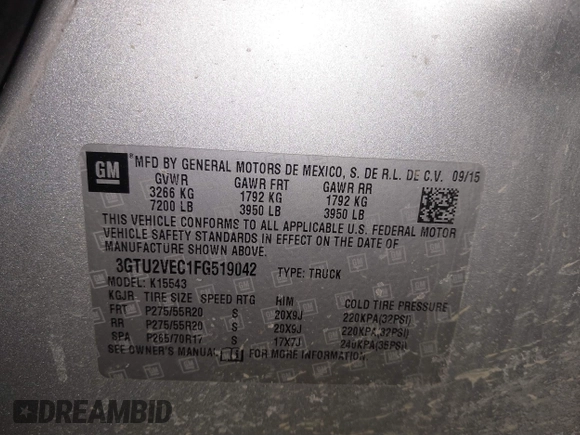 GM
® MFD BY GENERAL MOTORS DE MEXICO, S. DE R.L. DE C.V. 09/15
GVWR GAWR FRT GAWR RR
3266 KG 1792 KG 1792 KG
7200 LB 3950 LB 3950 LB
THIS VEHICLE CONFORMS TO ALL APPLICABLE U.S. FEDERAL MOTOR
VEHICLE SAFETY STANDARDS IN EFFECT ON THE DATE OF
MANUFACTURE SHOWN ABOVE.
3GTU2VEC1FG519042 TYPE: TRUCK
MODEL: K15543
KGJR TIRE SIZE SPEED RTG RIM COLD TIRE PRESSURE
FRT P275/55R20 S 20X9J 220KPA(32PSI)
RR P275/55R20 S 20X9J 220KPA(32PSI)
SPA P265/70R17 S 17X7J 240KPA(35PSI)
SEE OWNER'S MANUAL FOR MORE INFORMATION
DREAMBID